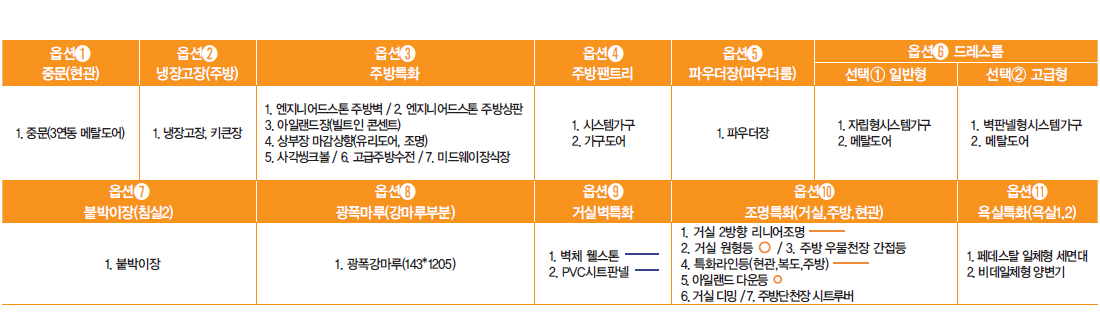 옵션❶
중문(현관)
옵션❷
냉장고장(주방)
옵션❸
주방특화
옵션❹
주방팬트리
옵션❺
파우더장(파우더룸)
옵션❻ 드레스룸
선택① 일반형
선택② 고급형
1. 중문(3연동 메탈도어)
1. 냉장고장, 키큰장
1. 엔지니어드스톤 주방벽 / 2. 엔지니어드스톤 주방상판
3. 아일랜드장(빌트인 콘센트)
4. 상부장 마감상향(유리도어, 조명)
5. 사각씽크볼 / 6. 고급주방수전 / 7. 미드웨이장식장
1. 시스템가구
2. 가구도어
1. 파우더장
1. 자립형시스템가구
2. 메탈도어
1. 벽판넬형시스템가구
2. 메탈도어
옵션❼
붙박이장(침실2)
옵션❽
광폭마루(강마루부분)
옵션❾
거실벽특화
옵션❿
조명특화(거실,주방,현관)
옵션⓫
욕실특화(욕실1,2)
1. 붙박이장
1. 광폭강마루(143*1205)
1. 벽체 웰스톤
2. PVC시트판넬
1. 거실 2방향 리니어조명
2. 거실 원형등 / 3. 주방 우물천장 간접등
4. 특화라인등(현관,복도,주방)
5. 아일랜드 다운등
6. 거실 디밍 / 7. 주방단천장 시트루버
1. 페데스탈 일체형 세면대
2. 비데일체형 양변기